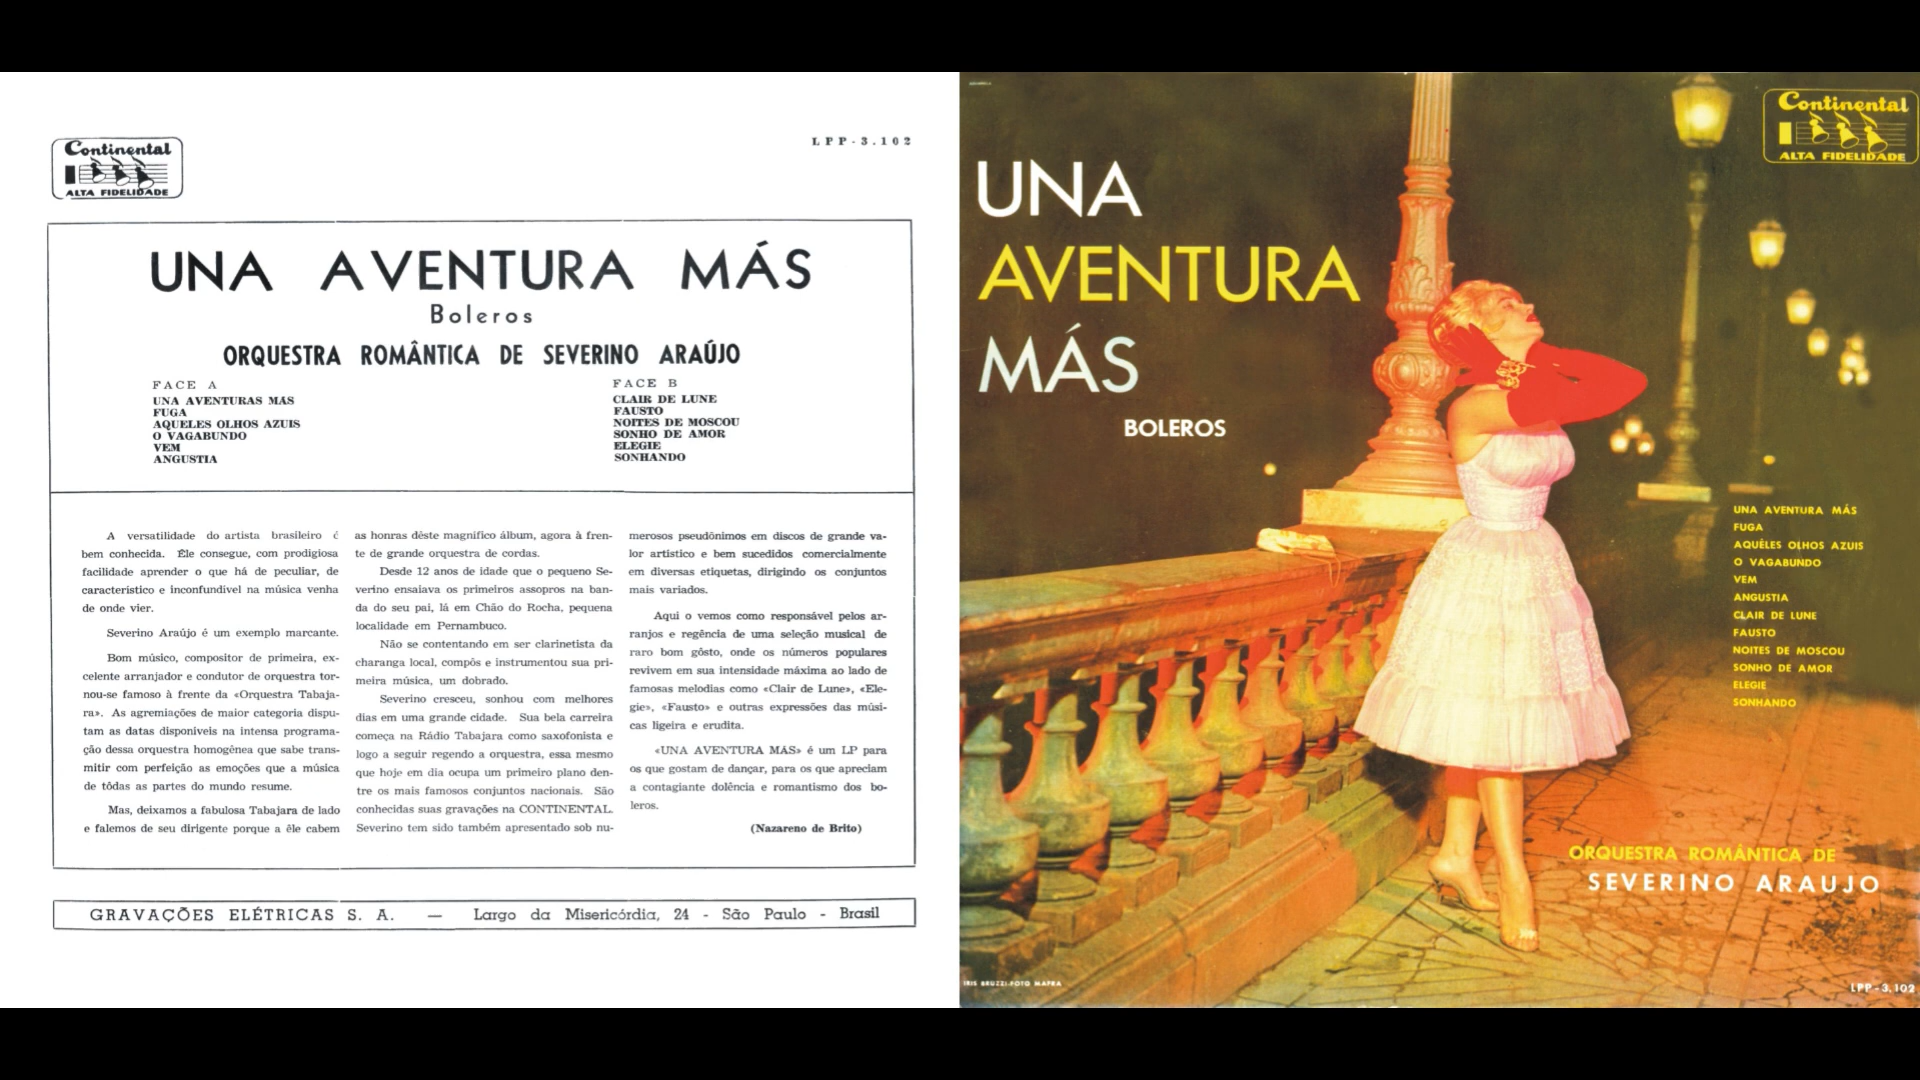 Continental
ALTA FIDELIDADE
LPP-3.102
UNA AVENTURA MÁS
Boleros
ORQUESTRA ROMÂNTICA DE SEVERINO ARAÚJO
FACE A
UNA AVENTURAS MAS
FUGA
AQUELES OLHOS AZUIS
O VAGABUNDO
VEM
ANGUSTIA
FACE B
CLAIR DE LUNE
FAUSTO
NOITES DE MOSCOU
SONHO DE AMOR
ELEGIE
SONHANDO
A versatilidade do artista brasileiro é
bem conhecida. Êle consegue, com prodigiosa
facilidade aprender o que há de peculiar, de
caracteristico e inconfundivel na música venha
de onde vier.
Severino Araújo é um exemplo marcante.
Bom músico, compositor de primeira, ex-
celente arranjador e condutor de orquestra tor-
nou-se famoso à frente da «Orquestra Tabaja-
ra». As agremiações de maior categoria dispu-
tam as datas disponiveis na intensa programa-
ção dessa orquestra homogênea que sabe trans-
mitir com perfeição as emoções que a música
de tôdas as partes do mundo resume.
Mas, deixamos a fabulosa Tabajara de lado
e falemos de seu dirigente porque a êle cabem
as honras dêste magnifico álbum, agora à fren-
te de grande orquestra de cordas.
Desde 12 anos de idade que o pequeno Se-
verino ensaiava os primeiros assopros na ban-
da do seu pai, lá em Chão do Rocha, pequena
localidade em Pernambuco.
Não se contentando em ser clarinetista da
charanga local, compôs e instrumentou sua pri-
meira música, um dobrado.
Severino cresceu, sonhou com melhores
dias em uma grande cidade. Sua bela carreira
começa na Rádio Tabajara como saxofonista e
logo a seguir regendo a orquestra, essa mesmo
que hoje em dia ocupa um primeiro plano den-
tre os mais famosos conjuntos nacionais. São
conhecidas suas gravações na CONTINENTAL.
Severino tem sido também apresentado sob nu-
merosos pseudônimos em discos de grande va-
lor artistico e bem sucedidos comercialmente
em diversas etiquetas, dirigindo os conjuntos
mais variados.
Aqui o vemos como responsável pelos ar-
ranjos e regência de uma seleção musical de
raro bom gôsto, onde os números populares
revivem em sua intensidade máxima ao lado de
famosas melodias como «Clair de Lune», «Ele-
gie», «Fausto» e outras expressões das músi-
cas ligeira e erudita.
«UNA AVENTURA MAS» é um LP para
os que gostam de dançar, para os que apreciam
a contagiante dolência e romantismo dos bo-
leros.
(Nazareno de Brito)
GRAVAÇÕES ELÉTRICAS S. A. — Largo da Misericórdia, 24 - São Paulo - Brasil
Continental
ALTA FIDELIDADE
UNA
AVENTURA
MÁS
BOLEROS
UNA AVENTURA MÁS
FUGA
AQUÊLES OLHOS AZUIS
O VAGABUNDO
VEM
ANGUSTIA
CLAIR DE LUNE
FAUSTO
NOITES DE MOSCOU
SONHO DE AMOR
ELEGIE
SONHANDO
ORQUESTRA ROMÂNTICA DE
SEVERINO ARAUJO
IRIS BRUZZI-FOTO MAFRA
LPP-3.102